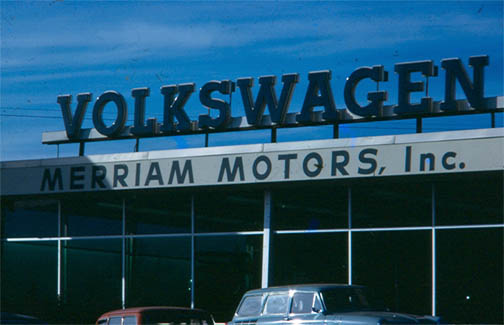 VOLKSWAGEN
MERRIAM MOTORS, Inc.